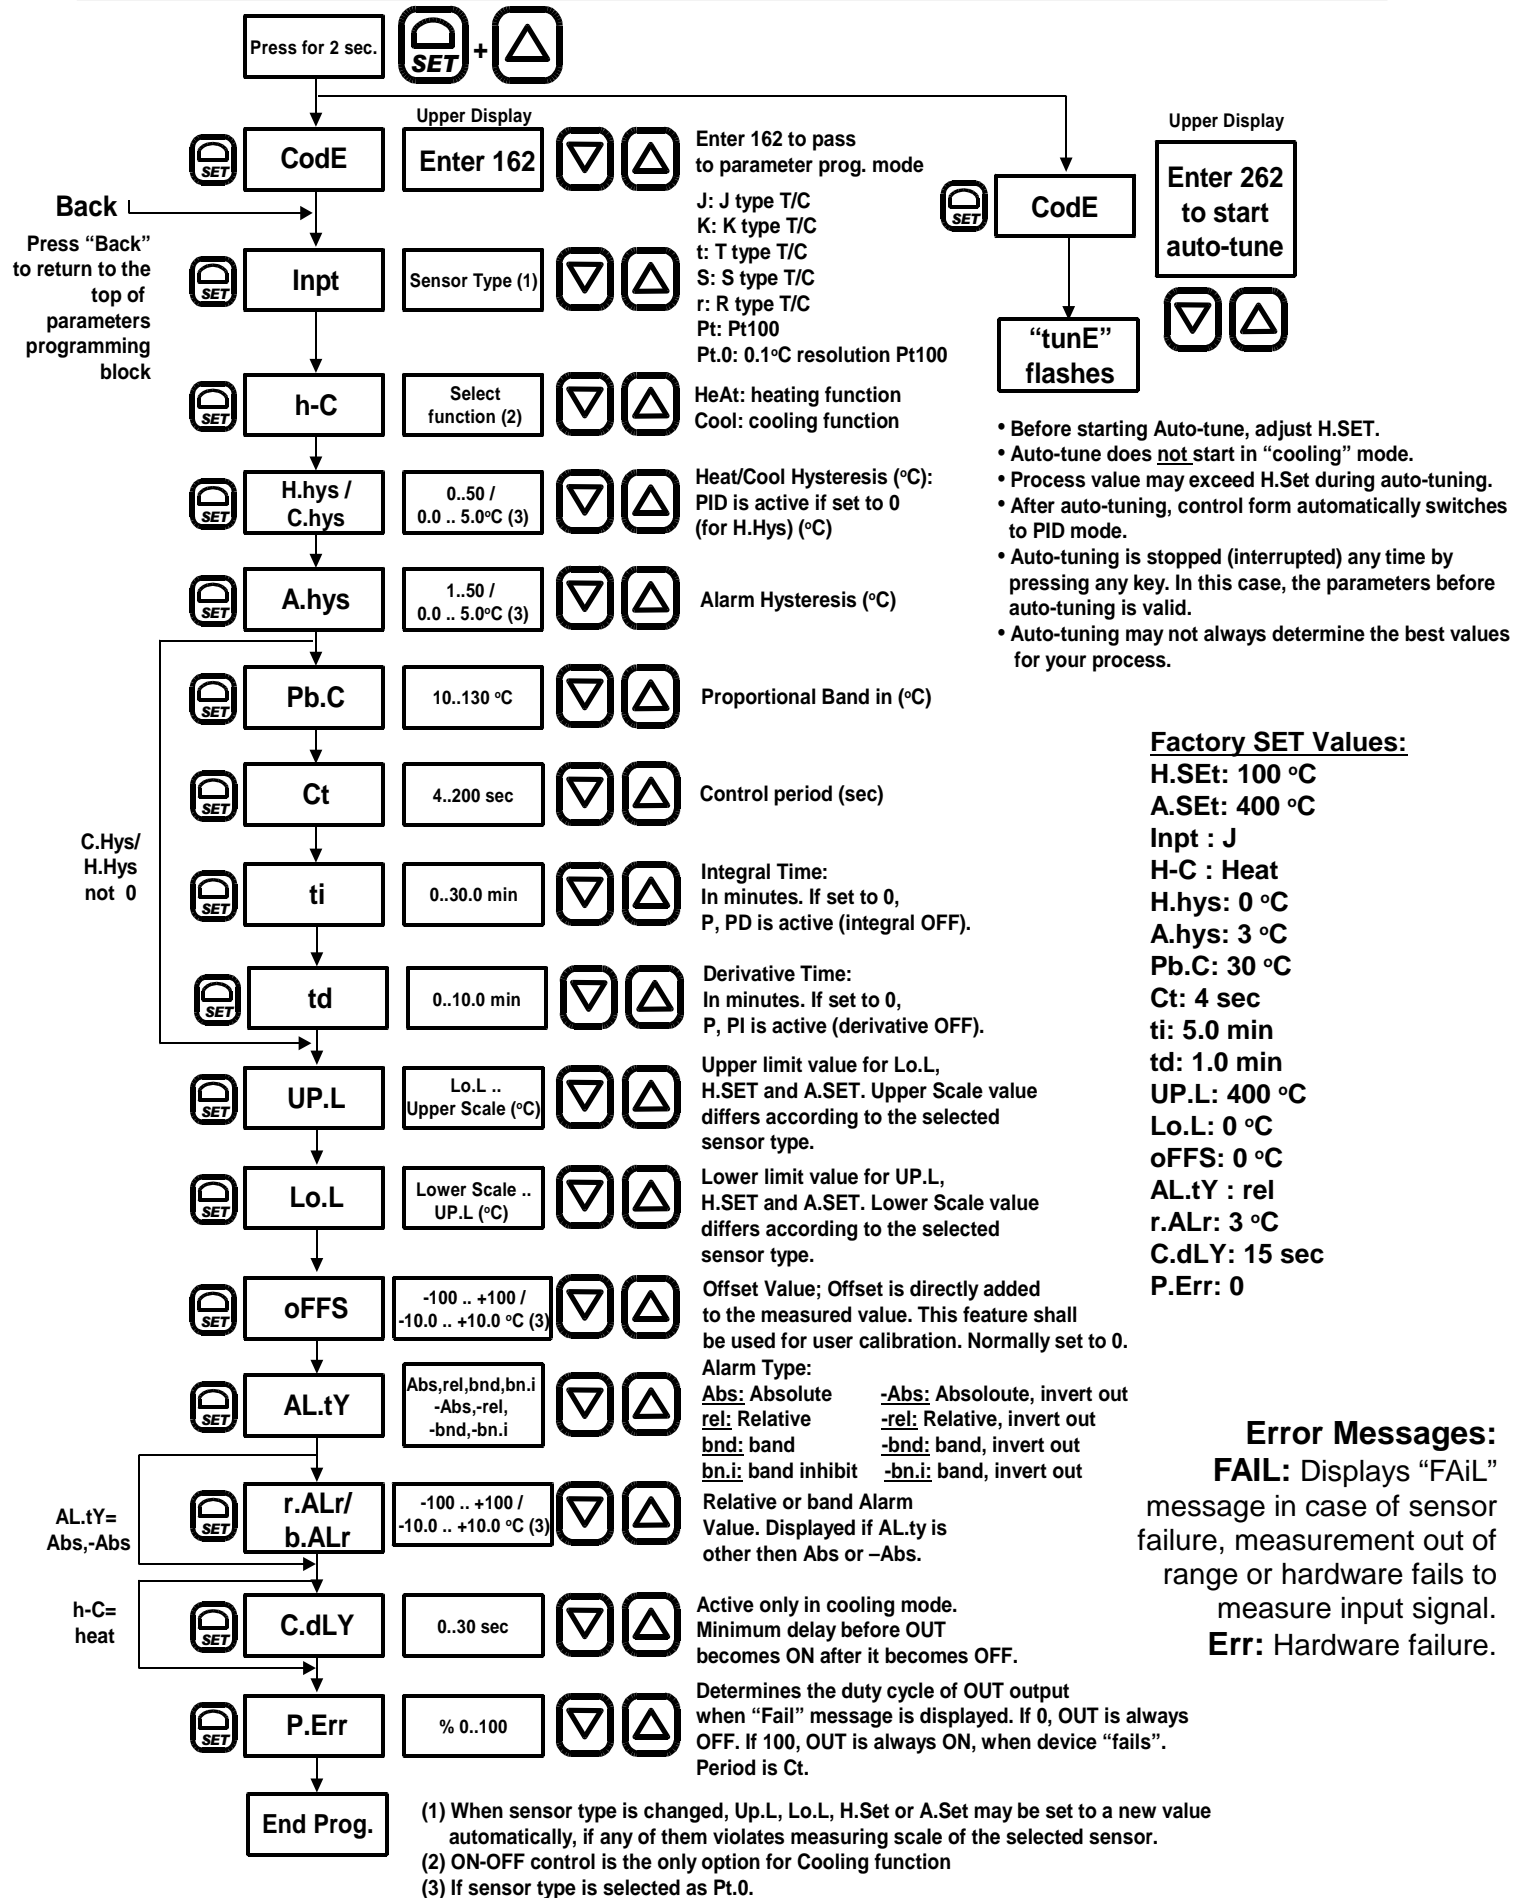 Press for 2 sec.
SET
+
Upper Display
SET
CodE
Enter 162
Enter 162 to pass
to parameter prog. mode
Back
Press “Back”
to return to the
top of
parameters
programming
block
SET
Inpt
Sensor Type (1)
J: J type T/C
K: K type T/C
t: T type T/C
S: S type T/C
r: R type T/C
Pt: Pt100
Pt.0: 0.1ºC resolution Pt100
SET
h-C
Select
function (2)
HeAt: heating function
Cool: cooling function
SET
H.hys /
C.hys
0..50 /
0.0 .. 5.0ºC (3)
Heat/Cool Hysteresis (ºC):
PID is active if set to 0
(for H.Hys) (ºC)
SET
A.hys
1..50 /
0.0 .. 5.0ºC (3)
Alarm Hysteresis (ºC)
SET
Pb.C
10..130 ºC
Proportional Band in (ºC)
SET
Ct
4..200 sec
Control period (sec)
C.Hys/
H.Hys
not 0
SET
ti
0..30.0 min
Integral Time:
In minutes. If set to 0,
P, PD is active (integral OFF).
SET
td
0..10.0 min
Derivative Time:
In minutes. If set to 0,
P, PI is active (derivative OFF).
SET
UP.L
Lo.L ..
Upper Scale (ºC)
Upper limit value for Lo.L,
H.SET and A.SET. Upper Scale value
differs according to the selected
sensor type.
SET
Lo.L
Lower Scale ..
UP.L (ºC)
Lower limit value for UP.L,
H.SET and A.SET. Lower Scale value
differs according to the selected
sensor type.
SET
oFFS
-100 .. +100 /
-10.0 .. +10.0 ºC (3)
Offset Value; Offset is directly added
to the measured value. This feature shall
be used for user calibration. Normally set to 0.
SET
AL.tY
Abs,rel,bnd,bn.i
-Abs,-rel,
-bnd,-bn.i
Alarm Type:
Abs: Absolute -Abs: Absoloute, invert out
rel: Relative -rel: Relative, invert out
bnd: band -bnd: band, invert out
bn.i: band inhibit -bn.i: band, invert out
AL.tY=
Abs,-Abs
SET
r.ALr/
b.ALr
-100 .. +100 /
-10.0 .. +10.0 ºC (3)
Relative or band Alarm
Value. Displayed if AL.ty is
other then Abs or –Abs.
h-C=
heat
SET
C.dLY
0..30 sec
Active only in cooling mode.
Minimum delay before OUT
becomes ON after it becomes OFF.
SET
P.Err
% 0..100
Determines the duty cycle of OUT output
when “Fail” message is displayed. If 0, OUT is always
OFF. If 100, OUT is always ON, when device “fails”.
Period is Ct.
End Prog.
(1) When sensor type is changed, Up.L, Lo.L, H.Set or A.Set may be set to a new value
automatically, if any of them violates measuring scale of the selected sensor.
(2) ON-OFF control is the only option for Cooling function
(3) If sensor type is selected as Pt.0.
SET
CodE
Upper Display
Enter 262
to start
auto-tune
“tunE”
flashes
• Before starting Auto-tune, adjust H.SET.
• Auto-tune does not start in “cooling” mode.
• Process value may exceed H.Set during auto-tuning.
• After auto-tuning, control form automatically switches
to PID mode.
• Auto-tuning is stopped (interrupted) any time by
pressing any key. In this case, the parameters before
auto-tuning is valid.
• Auto-tuning may not always determine the best values
for your process.
Factory SET Values:
H.SEt: 100 ºC
A.SEt: 400 ºC
Inpt : J
H-C : Heat
H.hys: 0 ºC
A.hys: 3 ºC
Pb.C: 30 ºC
Ct: 4 sec
ti: 5.0 min
td: 1.0 min
UP.L: 400 ºC
Lo.L: 0 ºC
oFFS: 0 ºC
AL.tY : rel
r.ALr: 3 ºC
C.dLY: 15 sec
P.Err: 0
Error Messages:
FAIL: Displays “FAiL”
message in case of sensor
failure, measurement out of
range or hardware fails to
measure input signal.
Err: Hardware failure.